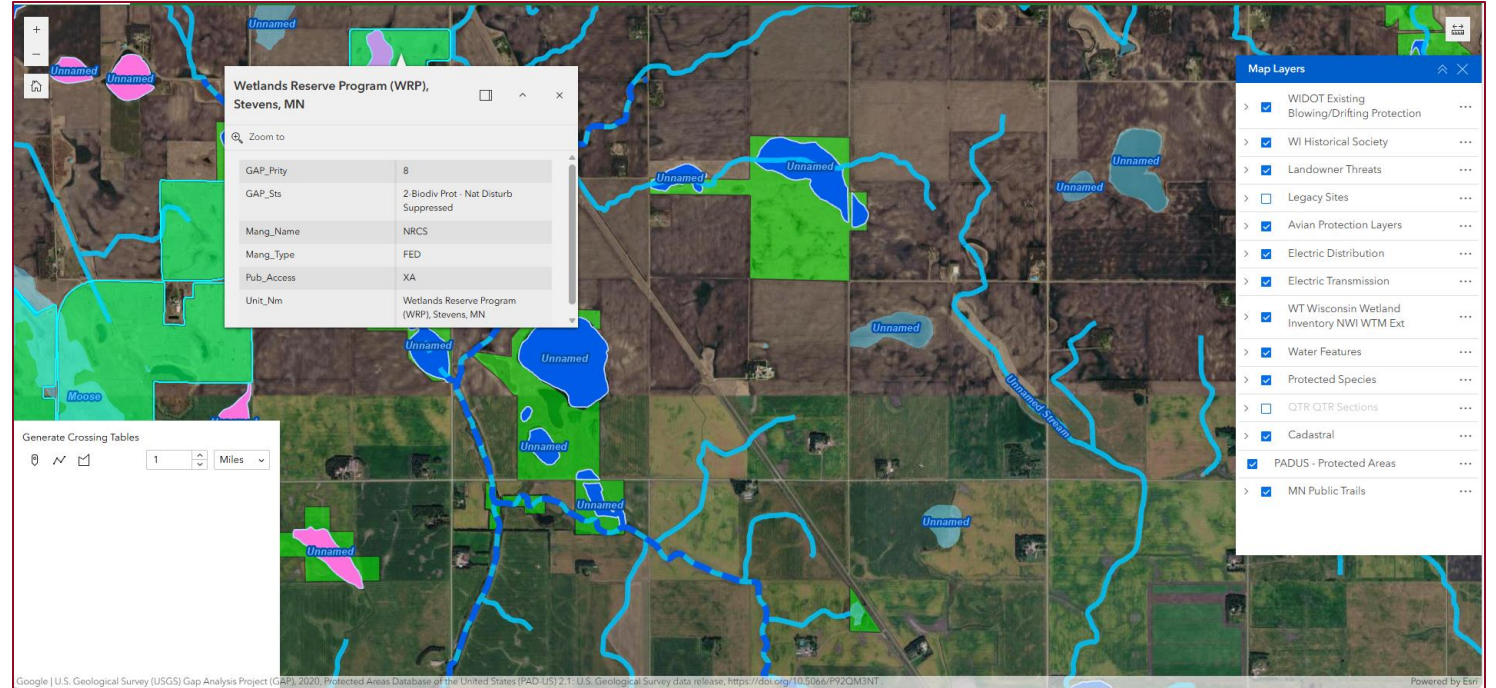 +
Unnamed
−
Unnamed
Unnamed
Wetlands Reserve Program (WRP),
Stevens, MN
Zoom to
GAP_Prity 8
GAP_Sts 2-Biodiv Prot - Nat Disturb
Suppressed
Mang_Name NRCS
Mang_Type FED
Pub_Access XA
Unit_Nm Wetlands Reserve Program
(WRP), Stevens, MN
Unnamed
Unnamed
Unnamed
Unnamed
Unnamed
Unnamed
Unnamed
Moose
Unnamed Stream
Unnamed
Unnamed
Unnamed
Unnamed
Map Layers
WIDOT Existing
Blowing/Drifting Protection
WI Historical Society
Landowner Threats
Legacy Sites
Avian Protection Layers
Electric Distribution
Electric Transmission
WT Wisconsin Wetland
Inventory NWI WTM Ext
Water Features
Protected Species
QTR QTR Sections
Cadastral
PADUS - Protected Areas
MN Public Trails
Generate Crossing Tables
1 Miles
Google | U.S. Geological Survey (USGS) Gap Analysis Project (GAP), 2020, Protected Areas Database of the United States (PAD-US) 2.1: U.S. Geological Survey data release, https://doi.org/10.5066/P92QM3NT .
Powered by Esri